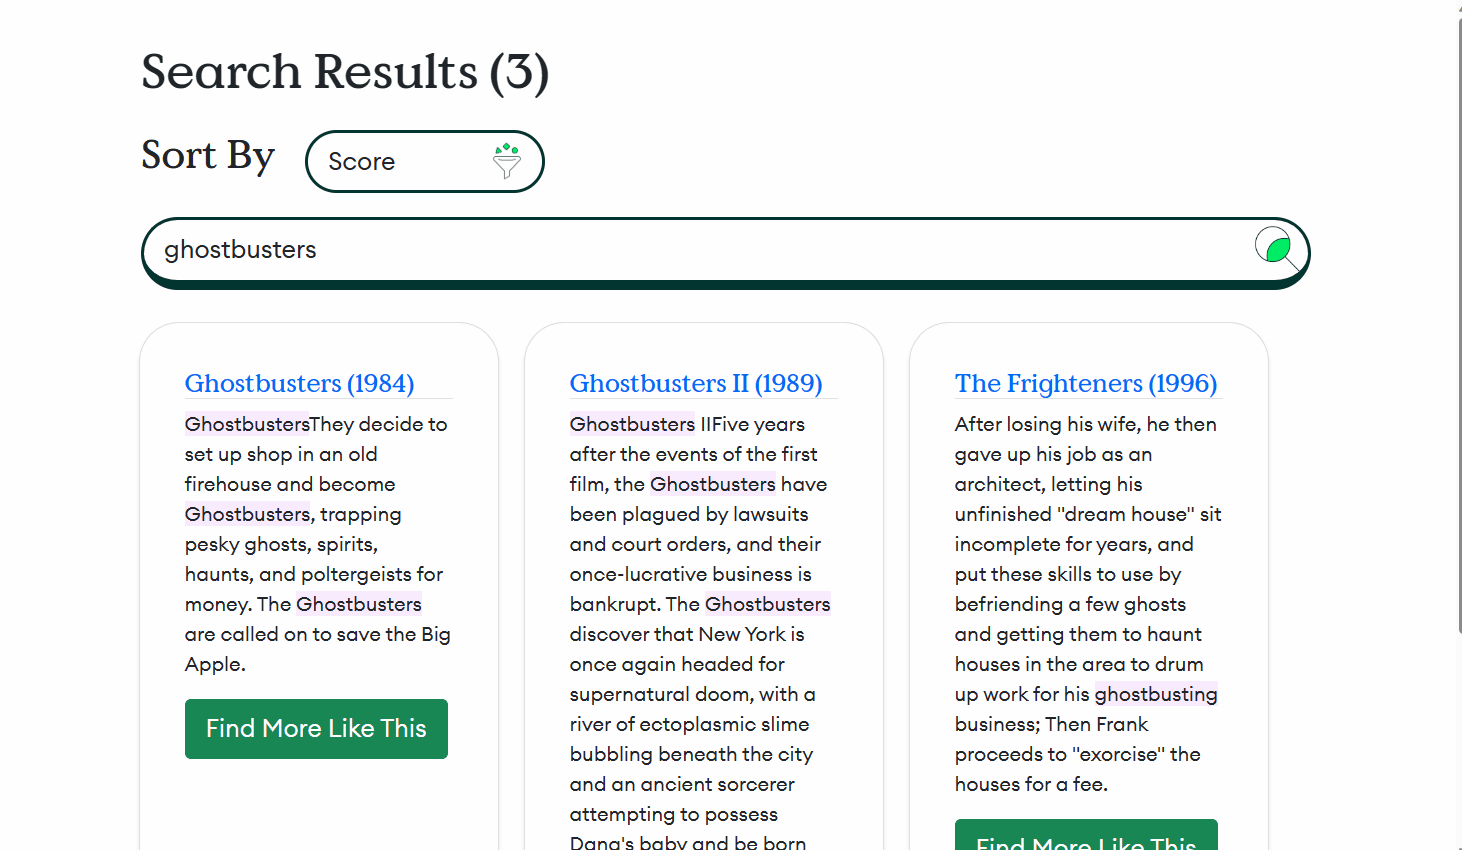 Search Results (3)
Sort By
Score
ghostbusters
Ghostbusters (1984)
GhostbustersThey decide to
set up shop in an old
firehouse and become
Ghostbusters, trapping
pesky ghosts, spirits,
haunts, and poltergeists for
money. The Ghostbusters
are called on to save the Big
Apple.
Find More Like This
Ghostbusters II (1989)
Ghostbusters IIFive years
after the events of the first
film, the Ghostbusters have
been plagued by lawsuits
and court orders, and their
once-lucrative business is
bankrupt. The Ghostbusters
discover that New York is
once again headed for
supernatural doom, with a
river of ectoplasmic slime
bubbling beneath the city
and an ancient sorcerer
attempting to possess
Dana's baby and be born
The Frighteners (1996)
After losing his wife, he then
gave up his job as an
architect, letting his
unfinished "dream house" sit
incomplete for years, and
put these skills to use by
befriending a few ghosts
and getting them to haunt
houses in the area to drum
up work for his ghostbusting
business; Then Frank
proceeds to "exorcise" the
houses for a fee.
Find More Like This